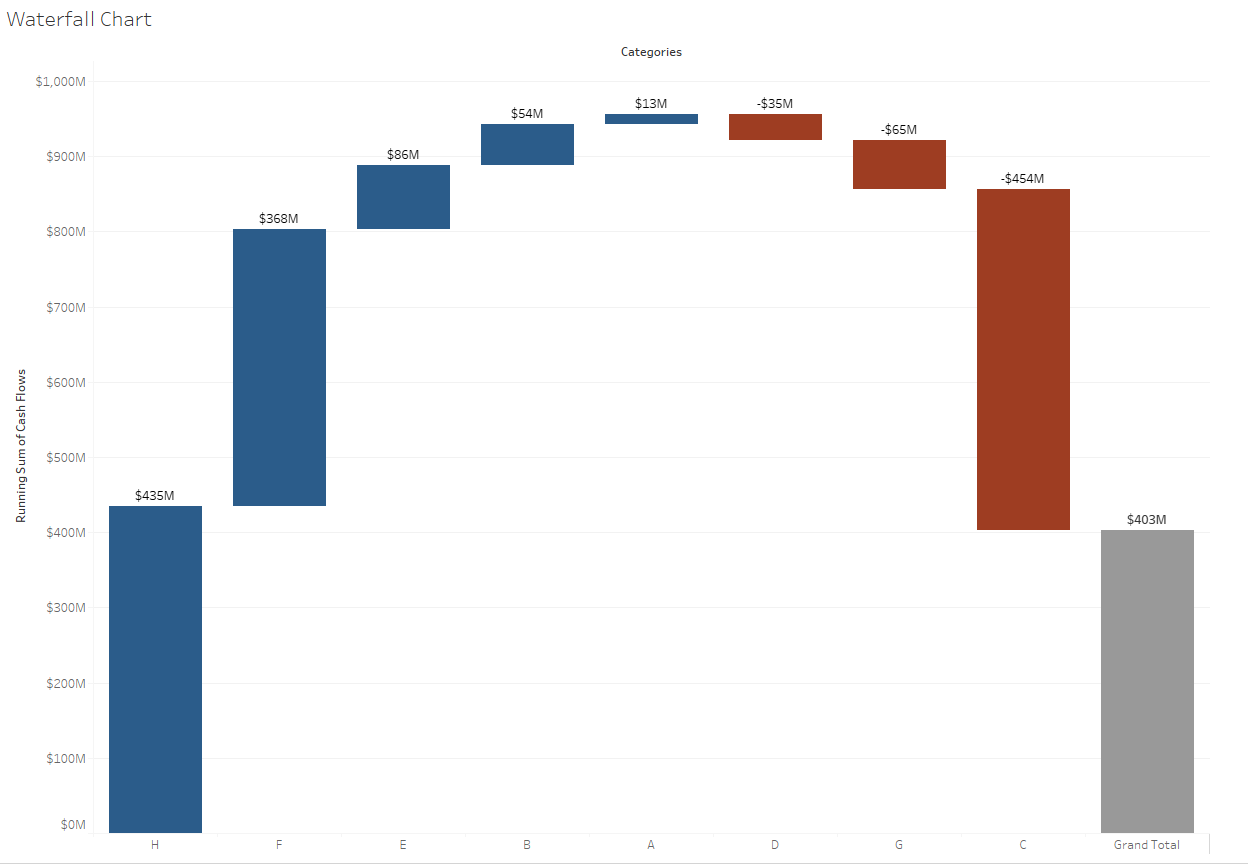 Waterfall Chart
Categories
Running Sum of Cash Flows
$1,000M
$900M
$800M
$700M
$600M
$500M
$400M
$300M
$200M
$100M
$0M
$435M
$368M
$86M
$54M
$13M
-$35M
-$65M
-$454M
$403M
H F E B A D G C Grand Total